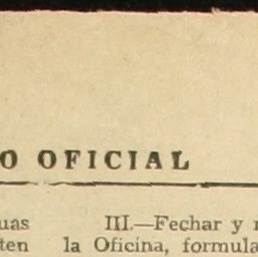 O OFICIAL
uas
ten
III.—Fechar y
la Oficina, formula